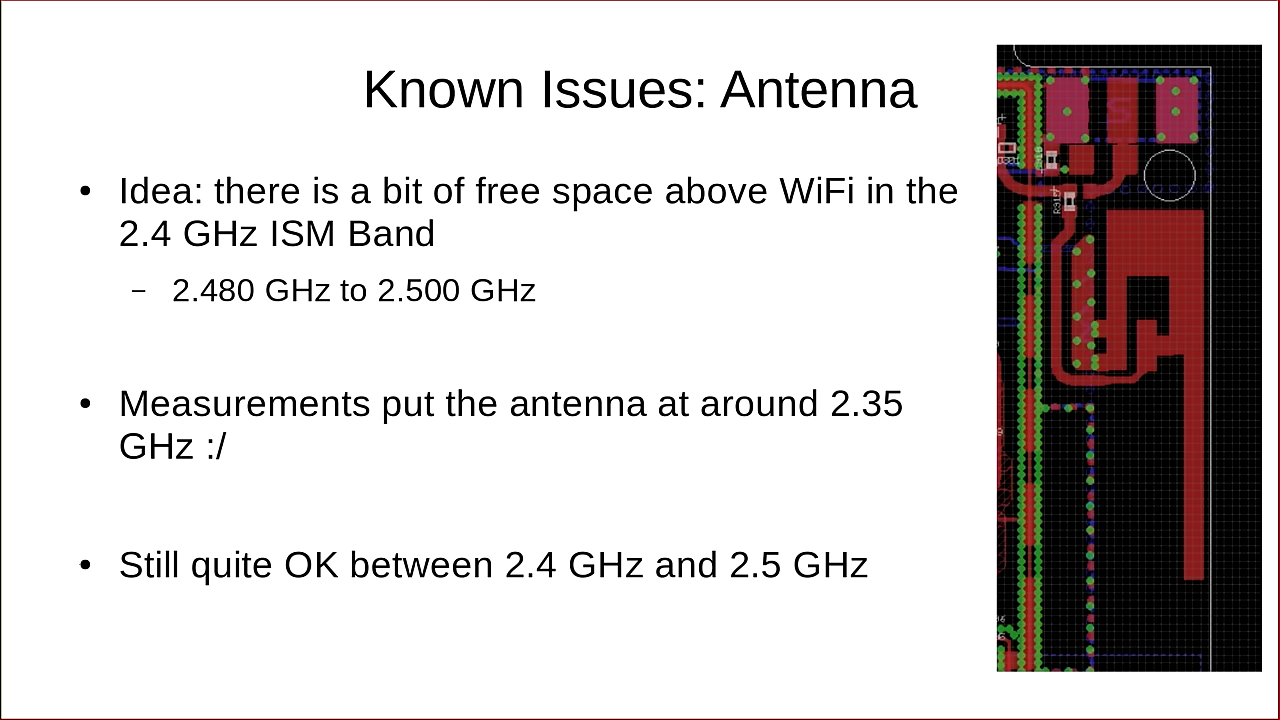 Known Issues: Antenna
• Idea: there is a bit of free space above WiFi in the
2.4 GHz ISM Band
– 2.480 GHz to 2.500 GHz
• Measurements put the antenna at around 2.35
GHz :/
• Still quite OK between 2.4 GHz and 2.5 GHz